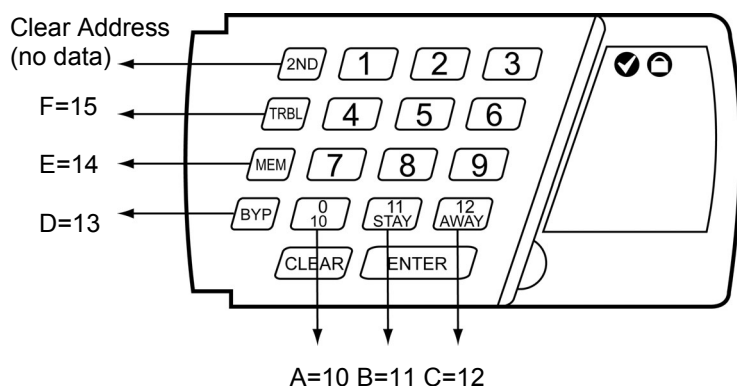 Clear Address
(no data)
2ND 1 2 3
F=15
TRBL 4 5 6
E=14
MEM 7 8 9
D=13
BYP 0 11 12
10 STAY AWAY
CLEAR ENTER
A=10 B=11 C=12